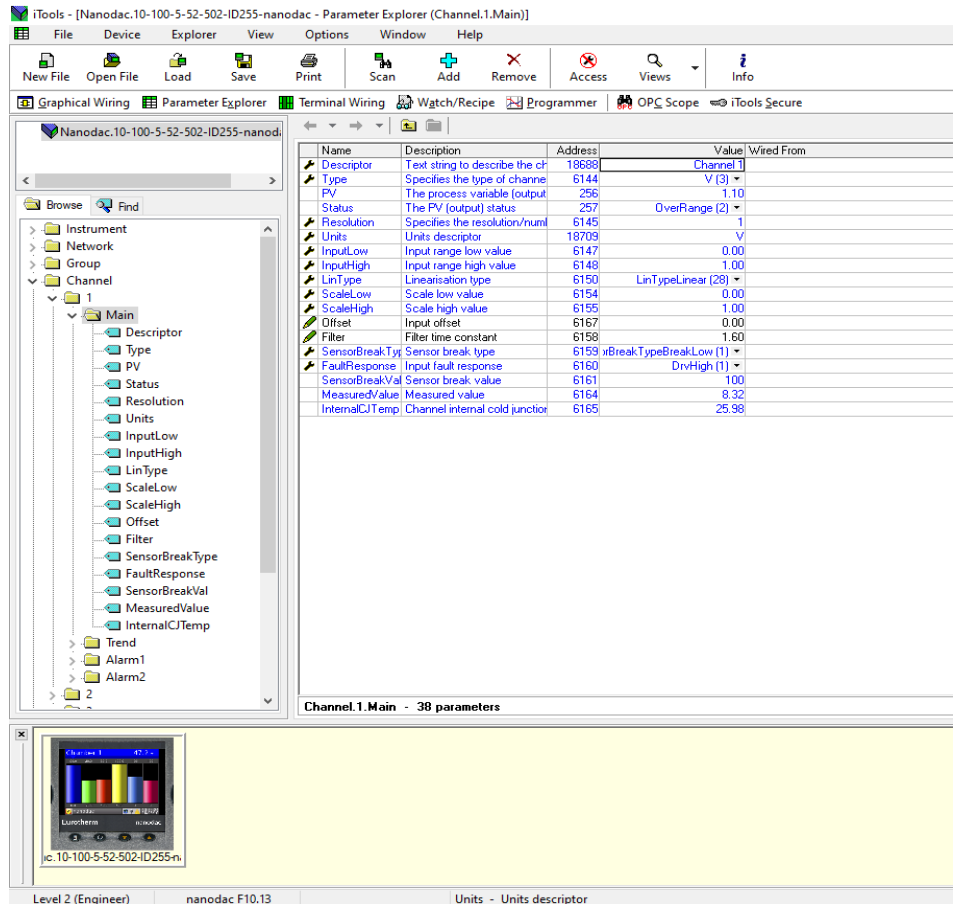 iTools - [Nanodac.10-100-5-52-502-ID255-nanodac - Parameter Explorer (Channel.1.Main)]
File Device Explorer View Options Window Help
New File Open File Load Save Print Scan Add Remove Access Views Info
Graphical Wiring Parameter Explorer Terminal Wiring Watch/Recipe Programmer OPC Scope iTools Secure
Nanodac.10-100-5-52-502-ID255-nanod
Browse Find
Instrument
Network
Group
Channel
1
Main
Descriptor
Type
PV
Status
Resolution
Units
InputLow
InputHigh
LinType
ScaleLow
ScaleHigh
Offset
Filter
SensorBreakType
FaultResponse
SensorBreakVal
MeasuredValue
InternalCJTemp
Trend
Alarm1
Alarm2
2
Name Description Address Value Wired From
Descriptor Text string to describe the ch 18688 Channel 1
Type Specifies the type of channe 6144 V (3)
PV The process variable (output 256 1.10
Status The PV (output) status 257 OverRange (2)
Resolution Specifies the resolution/numl 6145 1
Units Units descriptor 18709 V
InputLow Input range low value 6147 0.00
InputHigh Input range high value 6148 1.00
LinType Linearisation type 6150 LinTypeLinear (28)
ScaleLow Scale low value 6154 0.00
ScaleHigh Scale high value 6155 1.00
Offset Input offset 6167 0.00
Filter Filter time constant 6158 1.60
SensorBreakTyp Sensor break type 6159 rBreakTypeBreakLow (1)
FaultResponse Input fault response 6160 DrvHigh (1)
SensorBreakVal Sensor break value 6161 100
MeasuredValue Measured value 6164 8.32
InternalCJTemp Channel internal cold junction 6165 25.98
Channel.1.Main - 38 parameters
Chamber 1 47.2
Eurotherm nanodac
ic.10-100-5-52-502-ID255-n
Level 2 (Engineer) nanodac F10.13 Units - Units descriptor